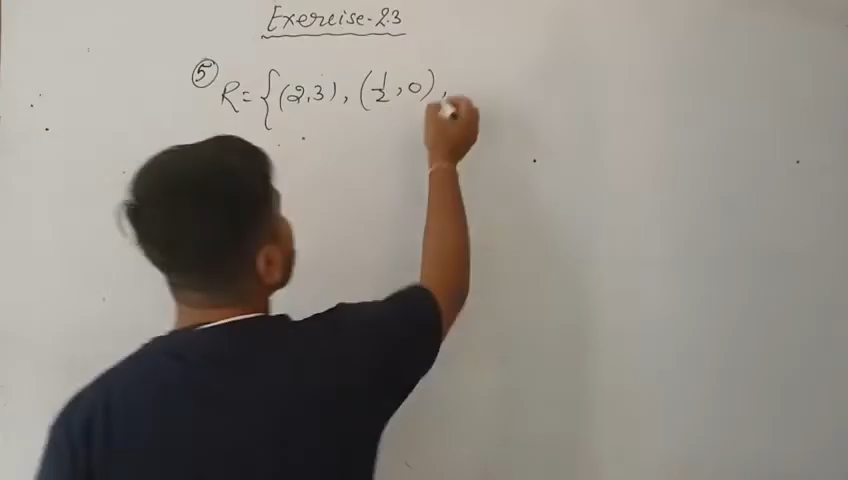 Exercise-2.3
⑤ R = {(2,3), (1/2, 0),